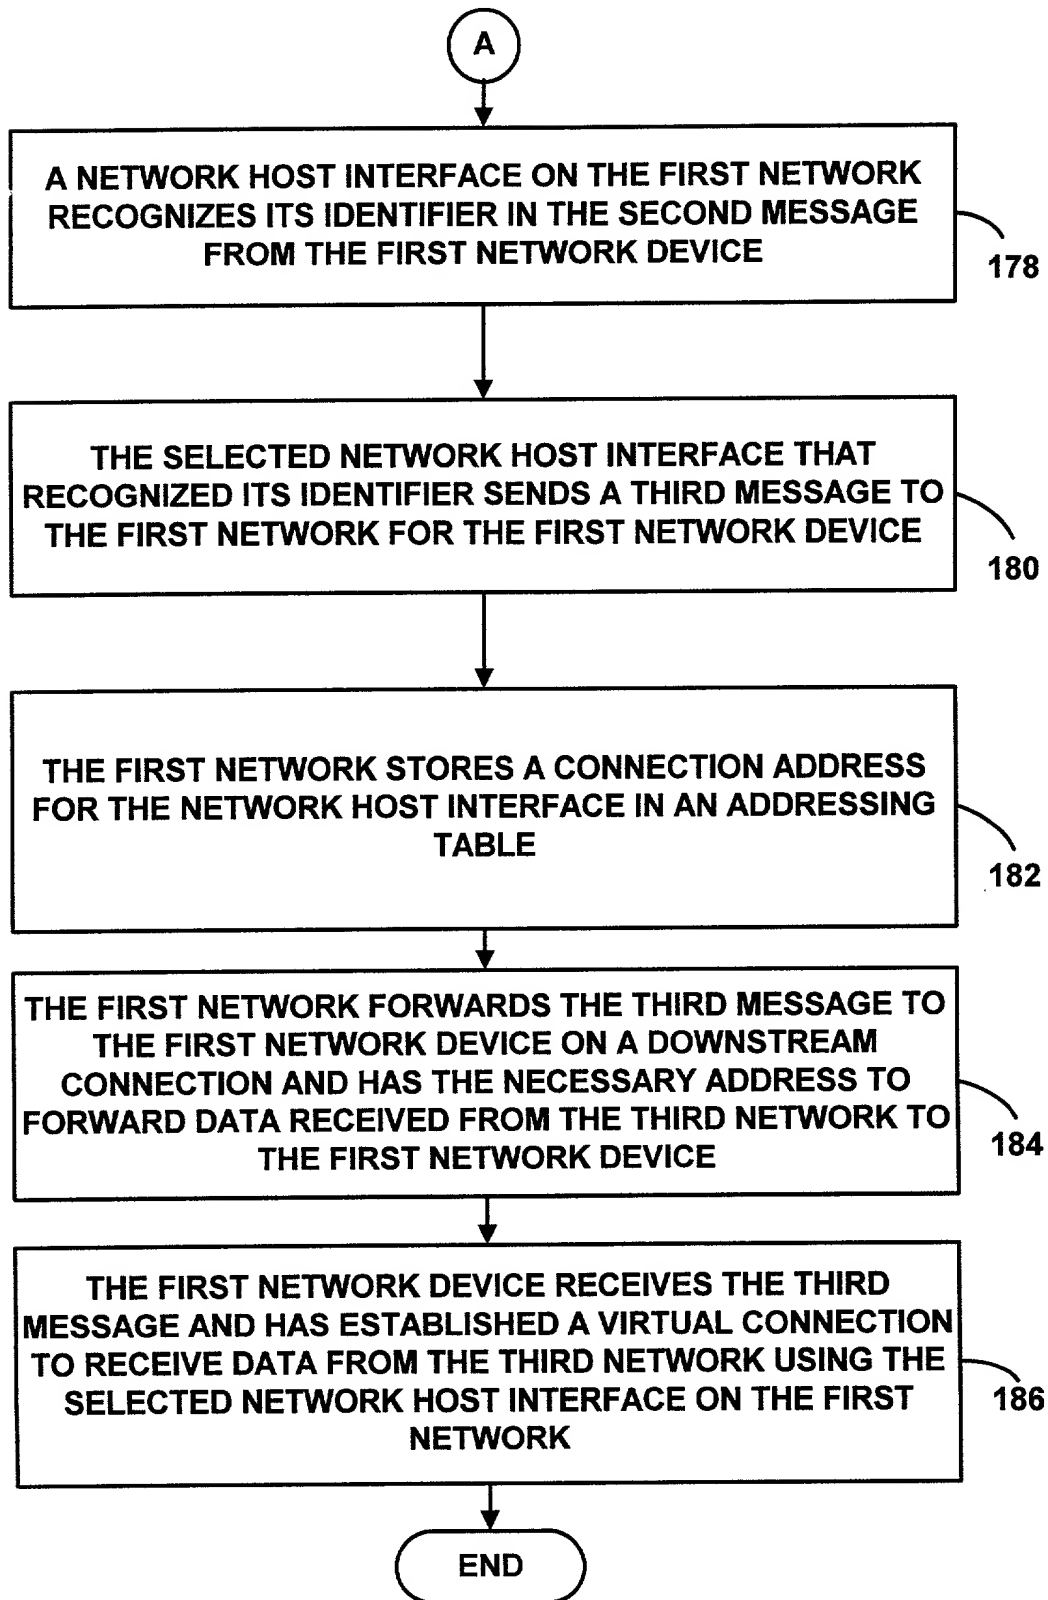 A
A NETWORK HOST INTERFACE ON THE FIRST NETWORK
RECOGNIZES ITS IDENTIFIER IN THE SECOND MESSAGE
FROM THE FIRST NETWORK DEVICE
178
THE SELECTED NETWORK HOST INTERFACE THAT
RECOGNIZED ITS IDENTIFIER SENDS A THIRD MESSAGE TO
THE FIRST NETWORK FOR THE FIRST NETWORK DEVICE
180
THE FIRST NETWORK STORES A CONNECTION ADDRESS
FOR THE NETWORK HOST INTERFACE IN AN ADDRESSING
TABLE
182
THE FIRST NETWORK FORWARDS THE THIRD MESSAGE TO
THE FIRST NETWORK DEVICE ON A DOWNSTREAM
CONNECTION AND HAS THE NECESSARY ADDRESS TO
FORWARD DATA RECEIVED FROM THE THIRD NETWORK TO
THE FIRST NETWORK DEVICE
184
THE FIRST NETWORK DEVICE RECEIVES THE THIRD
MESSAGE AND HAS ESTABLISHED A VIRTUAL CONNECTION
TO RECEIVE DATA FROM THE THIRD NETWORK USING THE
SELECTED NETWORK HOST INTERFACE ON THE FIRST
NETWORK
186
END